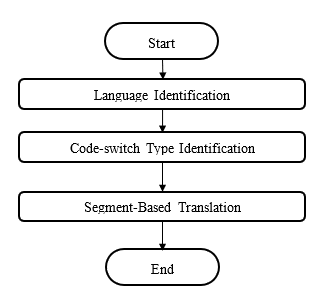 Start
Language Identification
Code-switch Type Identification
Segment-Based Translation
End